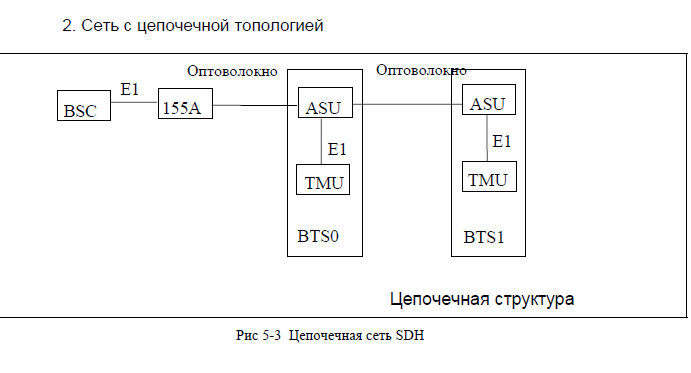 2. Сеть с цепочечной топологией
Оптоволокно
Оптоволокно
E1
BSC
155A
ASU
ASU
E1
E1
TMU
TMU
BTS0
BTS1
Цепочечная структура
Рис 5-3 Цепочечная сеть SDH